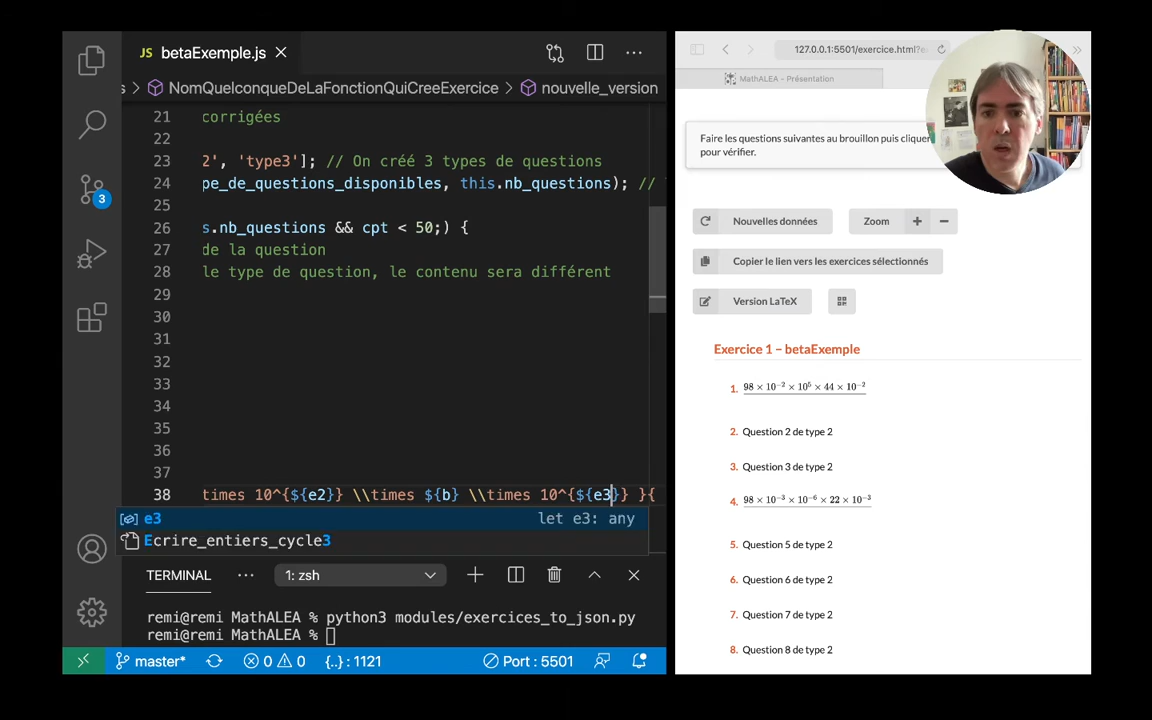 JS betaExemple.js
s > NomQuelconqueDeLaFonctionQuiCreeExercice > nouvelle_version
21 corrigées
22
23 2', 'type3']; // On créé 3 types de questions
24 pe_de_questions_disponibles, this.nb_questions); //
25
26 s.nb_questions && cpt < 50;) {
27 de la question
28 le type de question, le contenu sera différent
29
30
31
32
33
34
35
36
37
38 times 10^{${e2}} \\times ${b} \\times 10^{${e3}} }{
e3 let e3: any
Ecrire_entiers_cycle3
3
TERMINAL ... 1: zsh
remi@remi MathALEA % python3 modules/exercices_to_json.py
remi@remi MathALEA %
master* 0 0 {..} : 1121 Port : 5501
127.0.0.1:5501/exercice.html?e
MathALEA - Présentation
Faire les questions suivantes au brouillon puis cliquer
pour vérifier.
Nouvelles données Zoom + −
Copier le lien vers les exercices sélectionnés
Version LaTeX
Exercice 1 – betaExemple
1. 98 × 10⁻² × 10⁵ × 44 × 10⁻²
2. Question 2 de type 2
3. Question 3 de type 2
4. 98 × 10⁻³ × 10⁻⁶ × 22 × 10⁻³
5. Question 5 de type 2
6. Question 6 de type 2
7. Question 7 de type 2
8. Question 8 de type 2